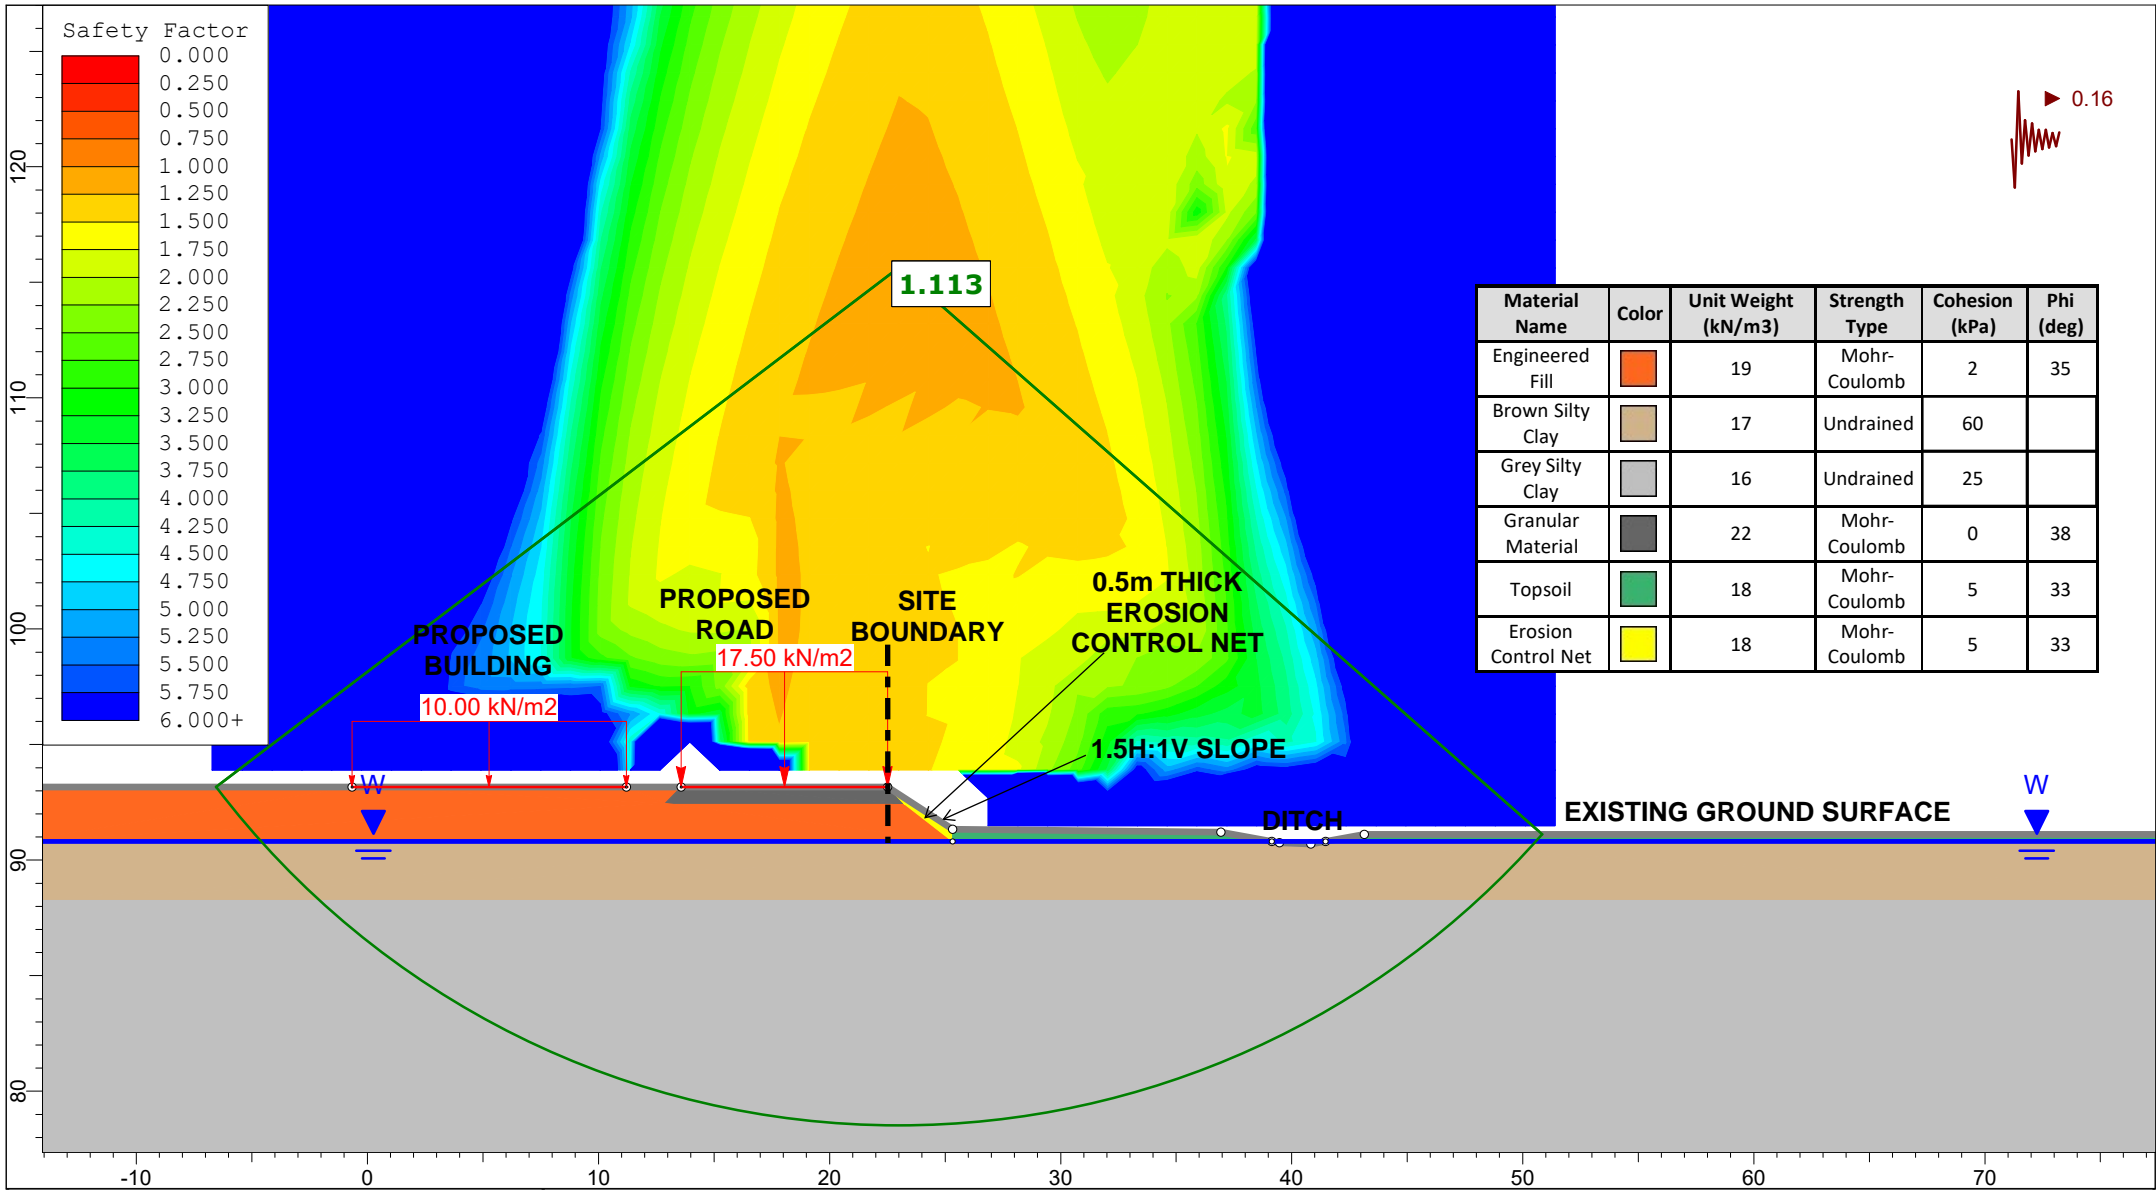 Safety Factor
0.000
0.250
0.500
0.750
1.000
1.250
1.500
1.750
2.000
2.250
2.500
2.750
3.000
3.250
3.500
3.750
4.000
4.250
4.500
4.750
5.000
5.250
5.500
5.750
6.000+
0.16
1.113
Material Name Color Unit Weight (kN/m3) Strength Type Cohesion (kPa) Phi (deg)
Engineered Fill 19 Mohr-Coulomb 2 35
Brown Silty Clay 17 Undrained 60
Grey Silty Clay 16 Undrained 25
Granular Material 22 Mohr-Coulomb 0 38
Topsoil 18 Mohr-Coulomb 5 33
Erosion Control Net 18 Mohr-Coulomb 5 33
PROPOSED
BUILDING
10.00 kN/m2
PROPOSED
ROAD
17.50 kN/m2
SITE
BOUNDARY
0.5m THICK
EROSION
CONTROL NET
1.5H:1V SLOPE
DITCH
EXISTING GROUND SURFACE
W
W
120
110
100
90
80
-10
0
10
20
30
40
50
60
70